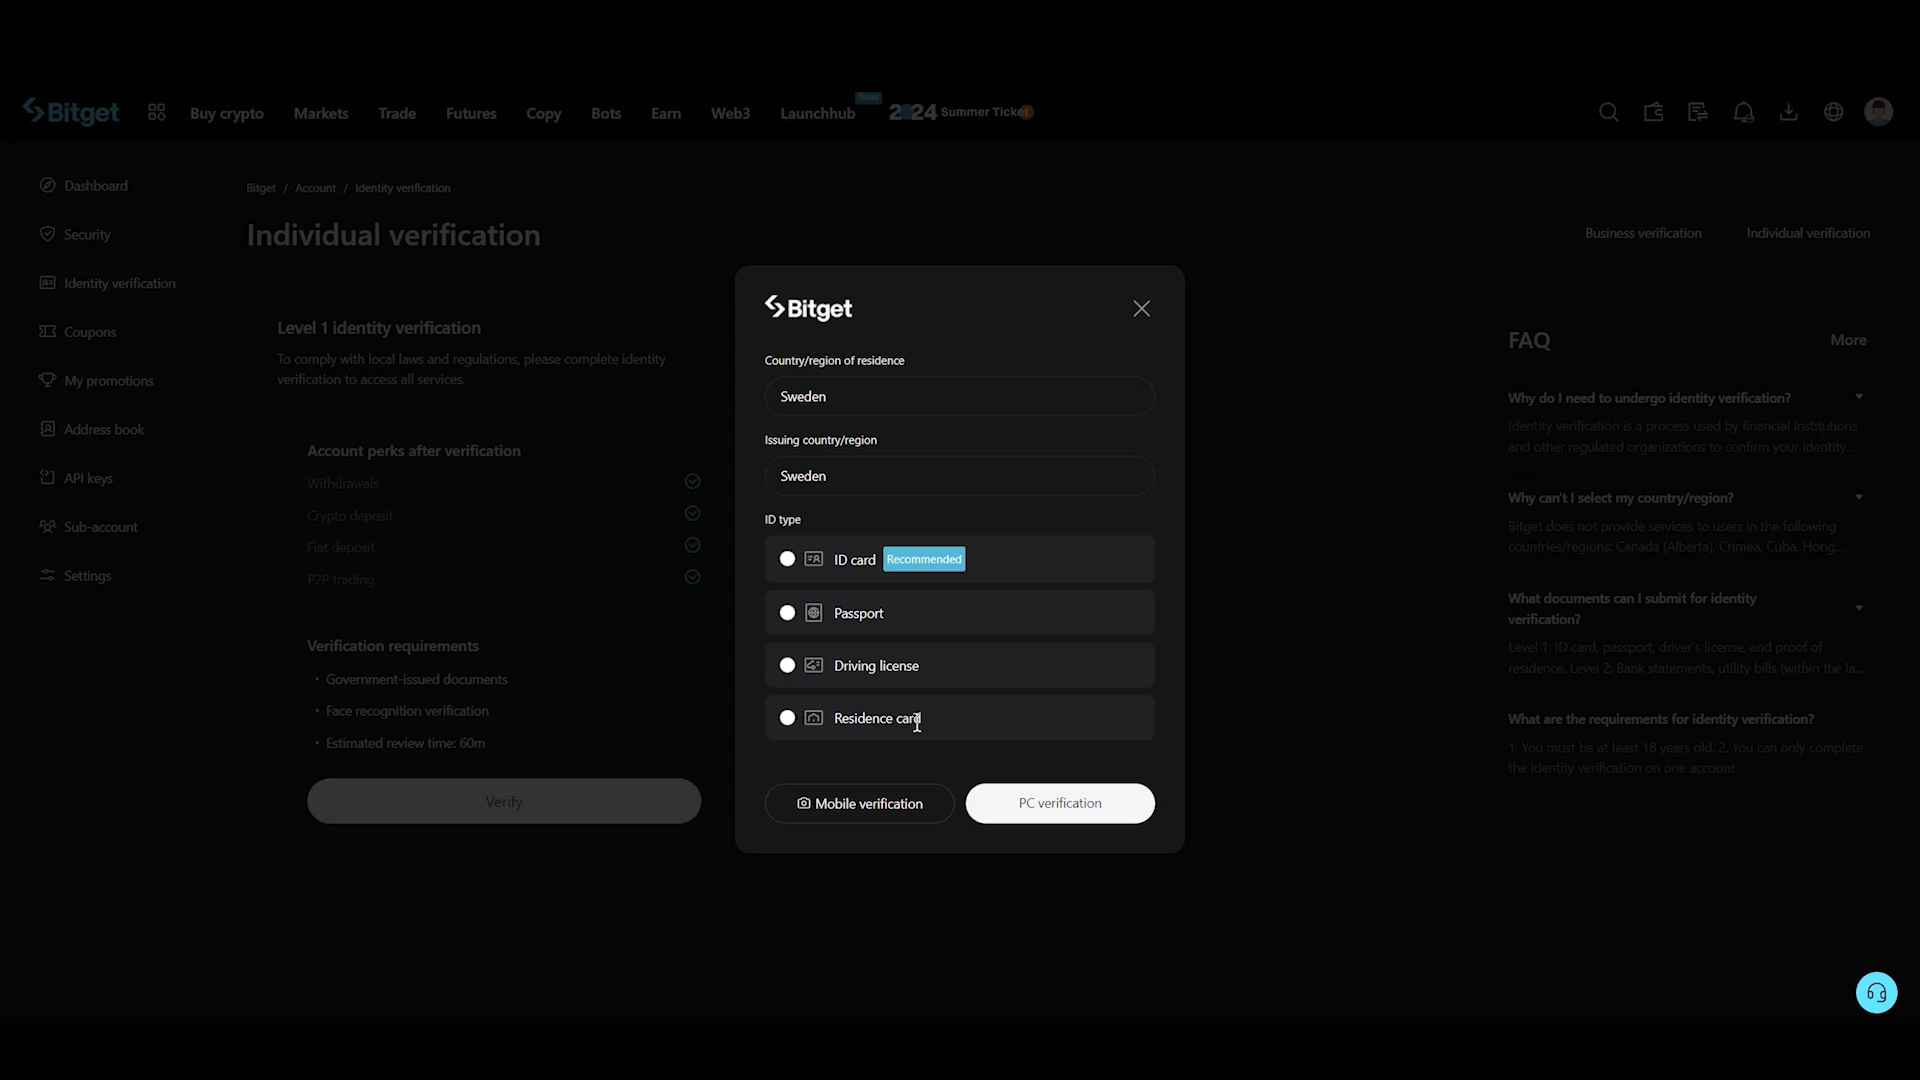 Bitget
Buy crypto
Markets
Trade
Futures
Copy
Bots
Earn
Web3
Launchhub
New
2024 Summer Ticket
Dashboard
Security
Identity verification
Coupons
My promotions
Address book
API keys
Sub-account
Settings
Bitget / Account / Identity verification
Individual verification
Business verification
Individual verification
Level 1 identity verification
To comply with local laws and regulations, please complete identity
verification to access all services.
Account perks after verification
Withdrawals
Crypto deposit
Fiat deposit
P2P trading
Verification requirements
• Government-issued documents
• Face recognition verification
• Estimated review time: 60m
Verify
Bitget
Country/region of residence
Sweden
Issuing country/region
Sweden
ID type
ID card Recommended
Passport
Driving license
Residence card
Mobile verification
PC verification
FAQ
More
Why do I need to undergo identity verification?
Identity verification is a process used by financial institutions
and other regulated organizations to confirm your identity....
Why can't I select my country/region?
Bitget does not provide services to users in the following
countries/regions: Canada (Alberta), Crimea, Cuba, Hong...
What documents can I submit for identity
verification?
Level 1: ID card, passport, driver's license, and proof of
residence. Level 2: Bank statements, utility bills (within the la...
What are the requirements for identity verification?
1. You must be at least 18 years old. 2. You can only complete
the identity verification on one account.